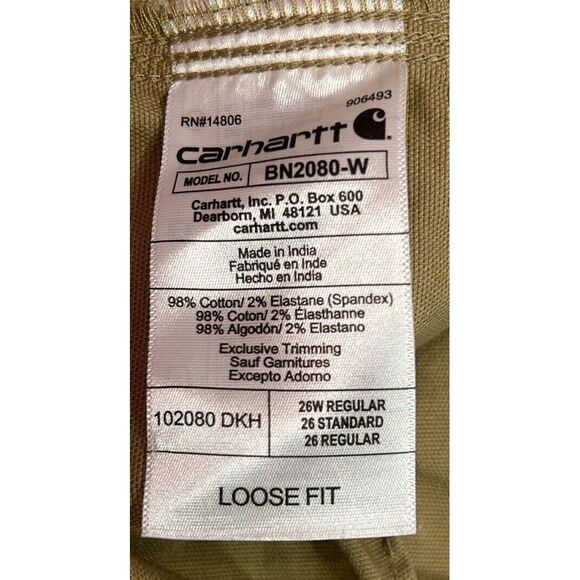 906493
RN#14806
carhartt
MODEL NO. BN2080-W
Carhartt, Inc. P.O. Box 600
Dearborn, MI 48121 USA
carhartt.com
Made in India
Fabriqué en Inde
Hecho en India
98% Cotton/ 2% Elastane (Spandex)
98% Coton/ 2% Élasthanne
98% Algodón/ 2% Elastano
Exclusive Trimming
Sauf Garnitures
Excepto Adorno
102080 DKH
26W REGULAR
26 STANDARD
26 REGULAR
LOOSE FIT